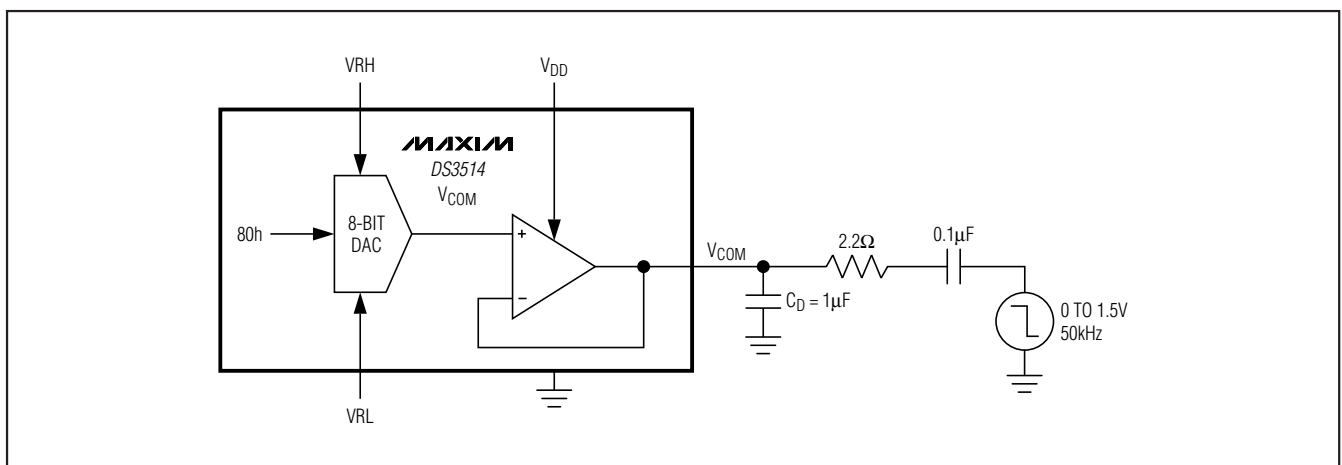 VRH
V_DD
MAXIM
DS3514
V_COM
8-BIT
DAC
80h
+
−
VRL
V_COM
C_D = 1µF
2.2Ω
0.1µF
0 TO 1.5V
50kHz